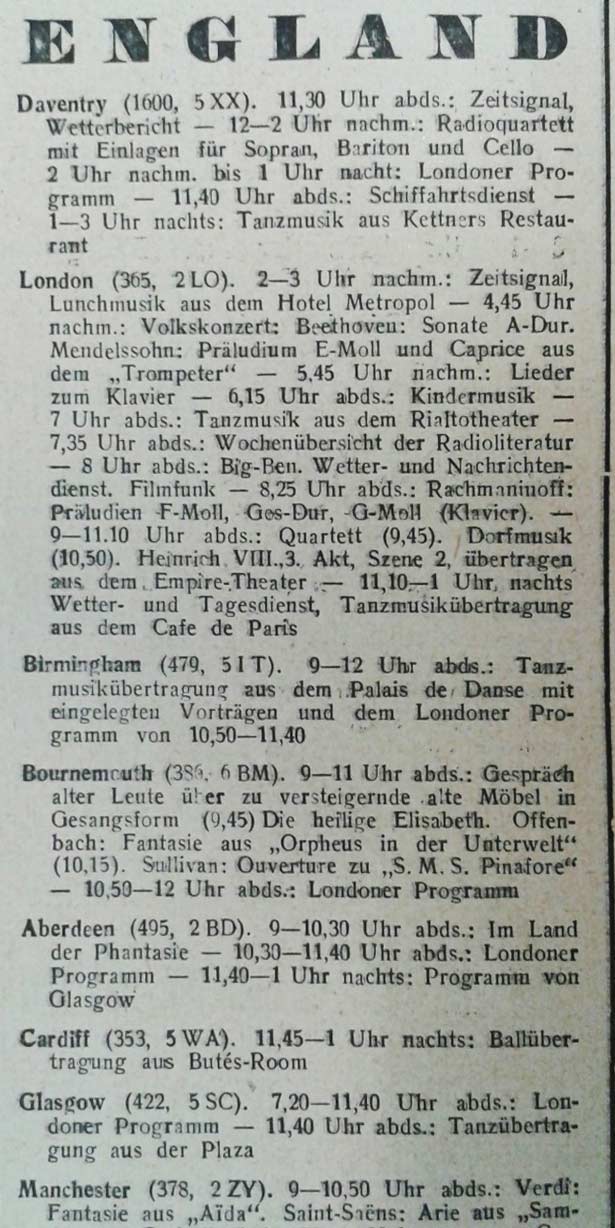 ENGLAND
Daventry (1600, 5 XX). 11,30 Uhr abds.: Zeitsignal,
Wetterbericht — 12—2 Uhr nachm.: Radioquartett
mit Einlagen für Sopran, Bariton und Cello —
2 Uhr nachm. bis 1 Uhr nacht: Londoner Pro-
gramm — 11,40 Uhr abds.: Schiffahrtsdienst —
1—3 Uhr nachts: Tanzmusik aus Kettners Restau-
rant
London (365, 2 LO). 2—3 Uhr nachm.: Zeitsignal,
Lunchmusik aus dem Hotel Metropol — 4,45 Uhr
nachm.: Volkskonzert: Beethoven: Sonate A-Dur.
Mendelssohn: Präludium E-Moll und Caprice aus
dem „Trompeter“ — 5,45 Uhr nachm.: Lieder
zum Klavier — 6,15 Uhr abds.: Kindermusik —
7 Uhr abds.: Tanzmusik aus dem Rialtotheater —
7,35 Uhr abds.: Wochenübersicht der Radioliteratur
— 8 Uhr abds.: Big-Ben. Wetter- und Nachrichten-
dienst. Filmfunk — 8,25 Uhr abds.: Rachmaninoff:
Präludien F-Moll, Ges-Dur, G-Moll (Klavier). —
9—11.10 Uhr abds.: Quartett (9,45). Dorfmusik
(10,50). Heinrich VIII., 3. Akt, Szene 2, übertragen
aus dem Empire-Theater — 11,10—1 Uhr nachts
Wetter- und Tagesdienst, Tanzmusikübertragung
aus dem Cafe de Paris
Birmingham (479, 5 IT). 9—12 Uhr abds.: Tanz-
musikübertragung aus dem Palais de Danse mit
eingelegten Vorträgen und dem Londoner Pro-
gramm von 10,50—11,40
Bournemouth (386, 6 BM). 9—11 Uhr abds.: Gespräch
alter Leute über zu versteigernde alte Möbel in
Gesangsform (9,45) Die heilige Elisabeth. Offen-
bach: Fantasie aus „Orpheus in der Unterwelt“
(10,15). Sullivan: Ouverture zu „S. M. S. Pinafore“
— 10,50—12 Uhr abds.: Londoner Programm
Aberdeen (495, 2 BD). 9—10,30 Uhr abds.: Im Land
der Phantasie — 10,30—11,40 Uhr abds.: Londoner
Programm — 11,40—1 Uhr nachts: Programm von
Glasgow
Cardiff (353, 5 WA). 11,45—1 Uhr nachts: Ballüber-
tragung aus Butés-Room
Glasgow (422, 5 SC). 7,20—11,40 Uhr abds.: Lon-
doner Programm — 11,40 Uhr abds.: Tanzübertra-
gung aus der Plaza
Manchester (378, 2 ZY). 9—10,50 Uhr abds.: Verdi:
Fantasie aus „Aïda“. Saint-Saëns: Arie aus „Sam-